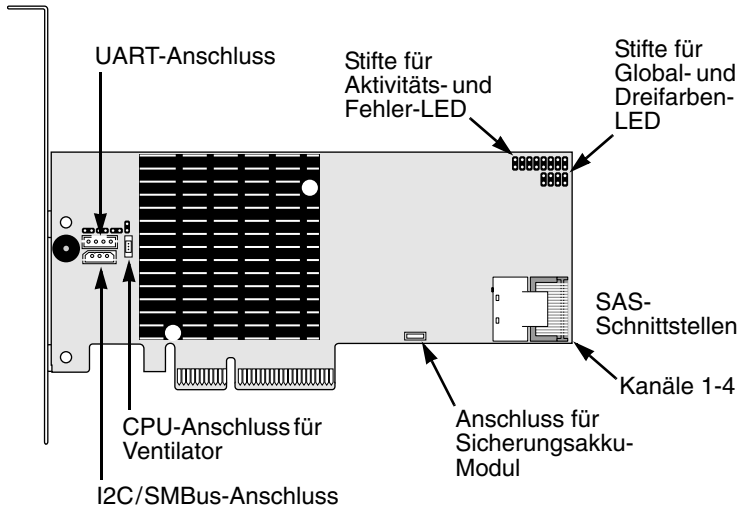 UART-Anschluss
Stifte für
Aktivitäts- und
Fehler-LED
Stifte für
Global- und
Dreifarben-
LED
SAS-
Schnittstellen
Kanäle 1-4
CPU-Anschluss für
Ventilator
Anschluss für
Sicherungsakku-
Modul
I2C/SMBus-Anschluss